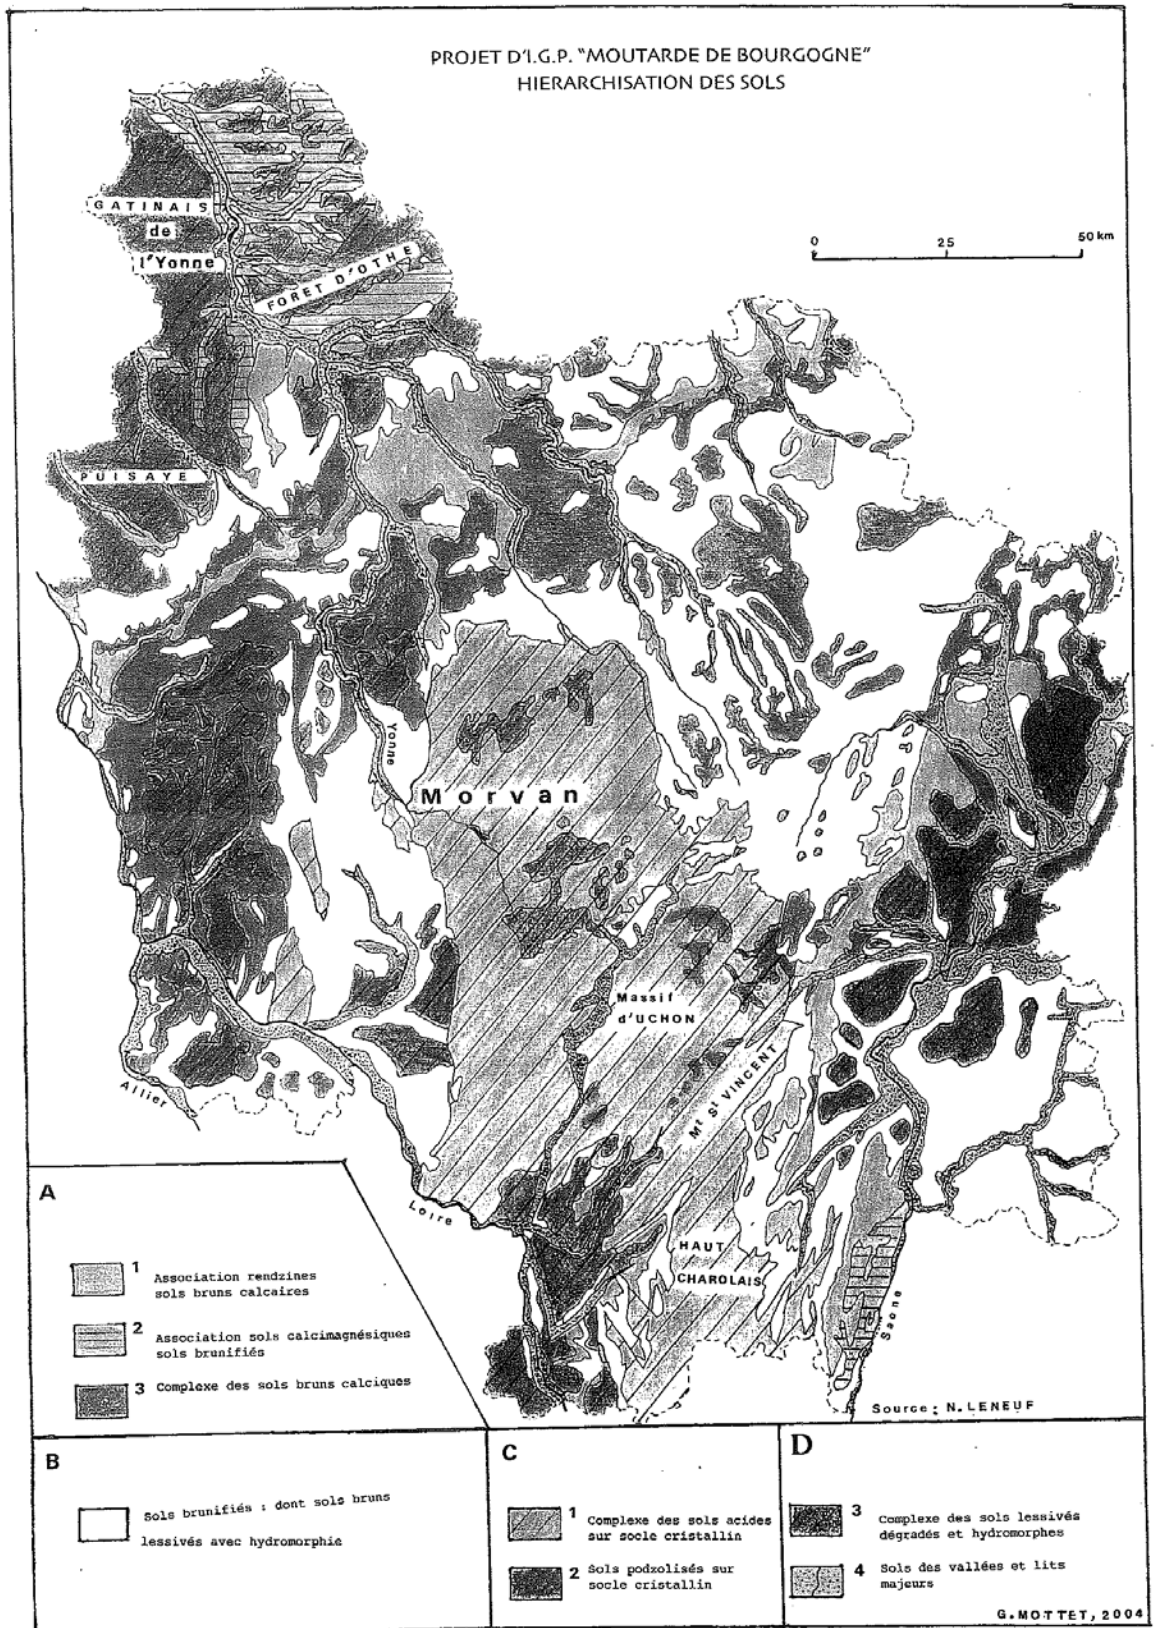 PROJET D'I.G.P. "MOUTARDE DE BOURGOGNE"
HIERARCHISATION DES SOLS
0 25 50 km
GATINAIS
de
l'Yonne
FORET D'OTHE
PUISAYE
Yonne
Morvan
Massif
d'UCHON
Mt St VINCENT
Allier
Loire
HAUT
CHAROLAIS
Saone
Source : N. LENEUF
A
1 Association rendzines
sols bruns calcaires
2 Association sols calcimagnésiques
sols brunifiés
3 Complexe des sols bruns calciques
B
Sols brunifiés : dont sols bruns
lessivés avec hydromorphie
C
1 Complexe des sols acides
sur socle cristallin
2 Sols podzolisés sur
socle cristallin
D
3 Complexe des sols lessivés
dégradés et hydromorphes
4 Sols des vallées et lits
majeurs
G. MOTTET, 2004